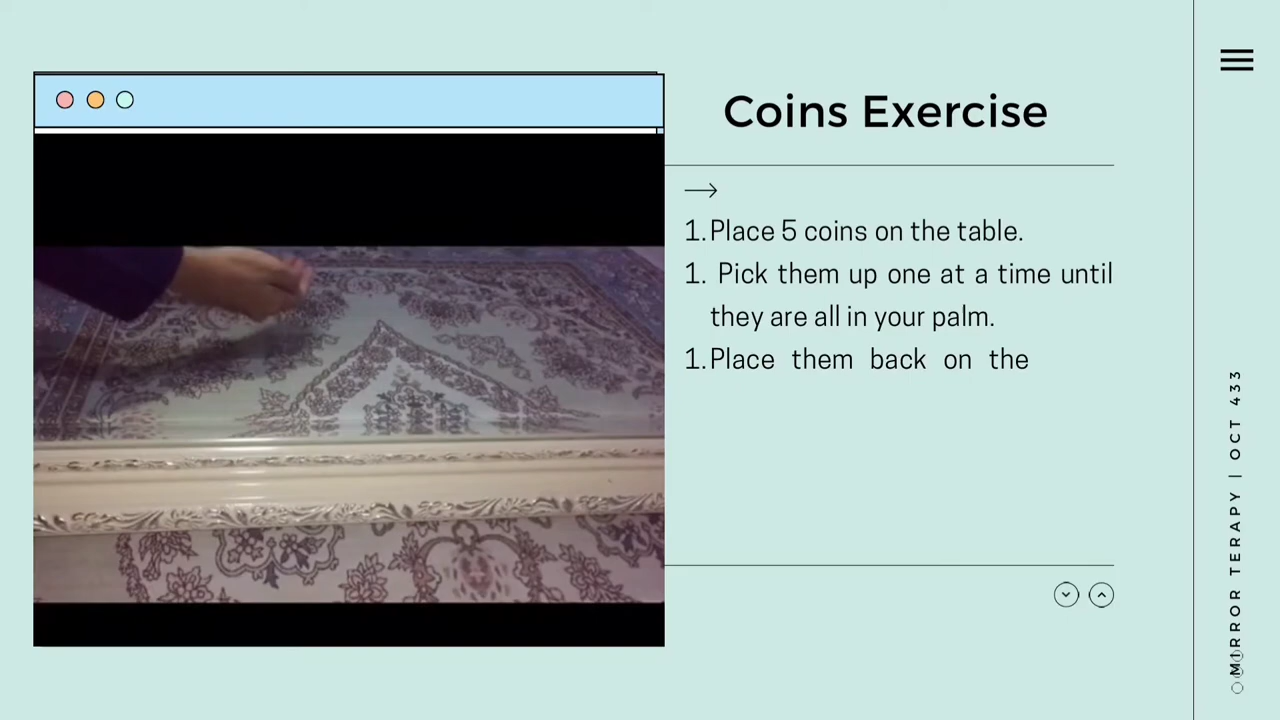 Coins Exercise
1.Place 5 coins on the table.
1. Pick them up one at a time until
they are all in your palm.
1.Place them back on the
MIRROR TERAPY | OCT 433